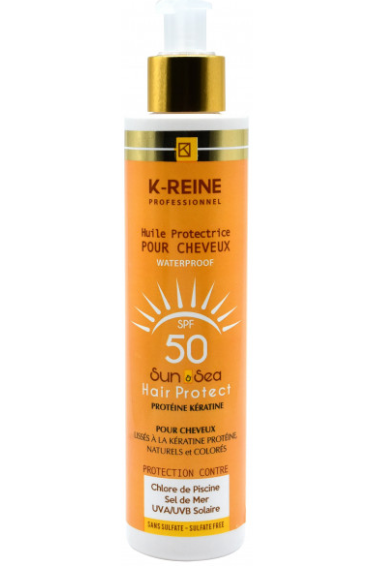 K-REINE
PROFESSIONNEL
Huile Protectrice
POUR CHEVEUX
WATERPROOF
SPF
50
Sun & Sea
Hair Protect
PROTÉINE KÉRATINE
POUR CHEVEUX
LISSÉS À LA KÉRATINE PROTÉINE,
NATURELS et COLORÉS
PROTECTION CONTRE
Chlore de Piscine
Sel de Mer
UVA/UVB Solaire
SANS SULFATE - SULFATE FREE